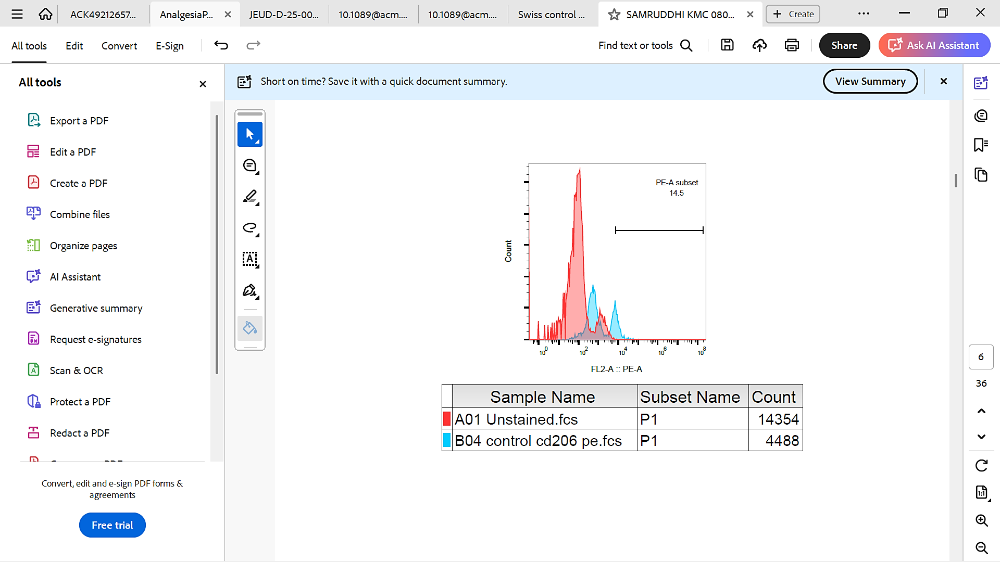 ACK49212657...
AnalgesiaP...
JEUD-D-25-00...
10.1089@acm....
10.1089@acm....
Swiss control ...
SAMRUDDHI KMC 080...
Create
All tools
Edit
Convert
E-Sign
Find text or tools
Share
Ask AI Assistant
All tools
Short on time? Save it with a quick document summary.
View Summary
Export a PDF
Edit a PDF
Create a PDF
Combine files
Organize pages
AI Assistant
Generative summary
Request e-signatures
Scan & OCR
Protect a PDF
Redact a PDF
Convert, edit and e-sign PDF forms &
agreements
Free trial
PE-A subset
14.5
Count
10^0 10^2 10^4 10^6 10^8
FL2-A :: PE-A
Sample Name Subset Name Count
A01 Unstained.fcs P1 14354
B04 control cd206 pe.fcs P1 4488
6
36